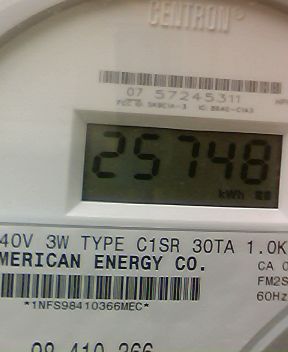 CENTRON®
07 57245311
25748
kWh
40V 3W TYPE C1SR 30TA 1.0K
MERICAN ENERGY CO.
CA 0
FM2S
60Hz
*1NFS98410366MEC*
98 410 366